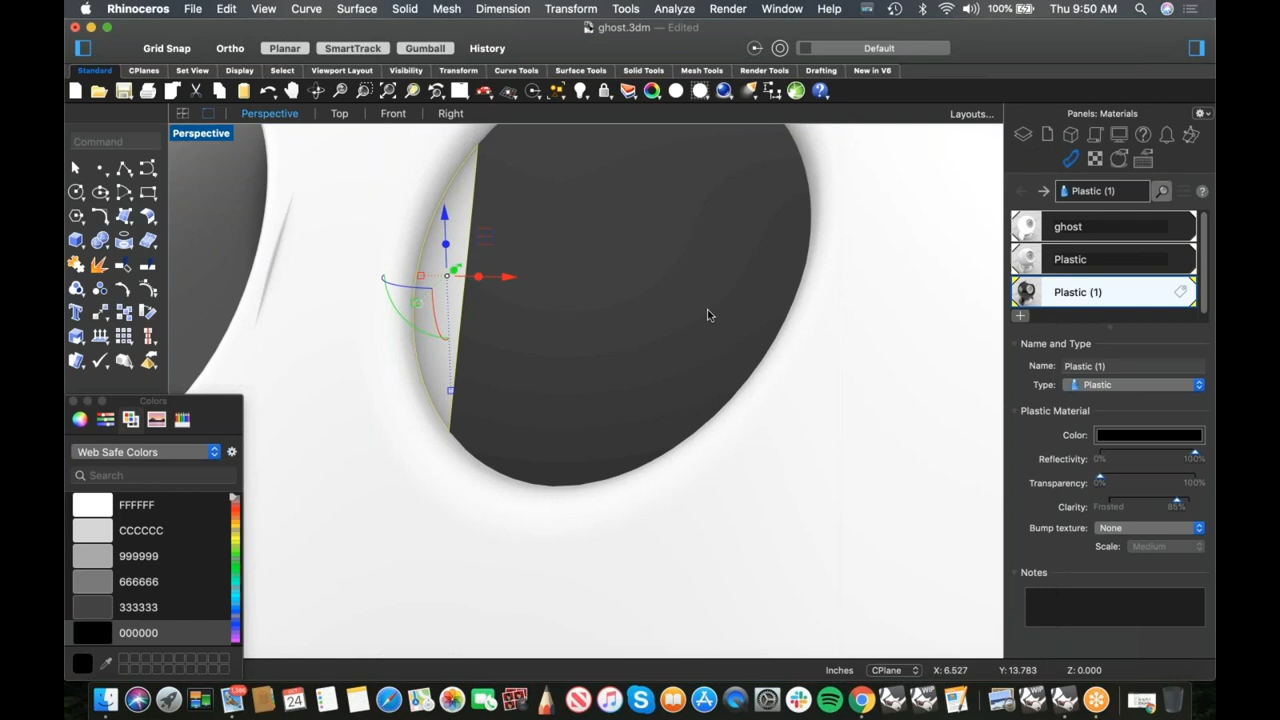 Rhinoceros File Edit View Curve Surface Solid Mesh Dimension Transform Tools Analyze Render Window Help 100% Thu 9:50 AM
ghost.3dm — Edited
Grid Snap Ortho Planar SmartTrack Gumball History Default
Standard CPlanes Set View Display Select Viewport Layout Visibility Transform Curve Tools Surface Tools Solid Tools Mesh Tools Render Tools Drafting New in V6
Perspective Top Front Right Layouts... Panels: Materials
Perspective
Command
Plastic (1)
ghost
Plastic
Plastic (1)
Name and Type
Name: Plastic (1)
Type: Plastic
Plastic Material
Color:
Reflectivity: 0% 100%
Transparency: 0% 100%
Clarity: Frosted 85%
Bump texture: None
Scale: Medium
Notes
Colors
Web Safe Colors
Search
FFFFFF
CCCCCC
999999
666666
333333
000000
Inches CPlane X: 6.527 Y: 13.783 Z: 0.000